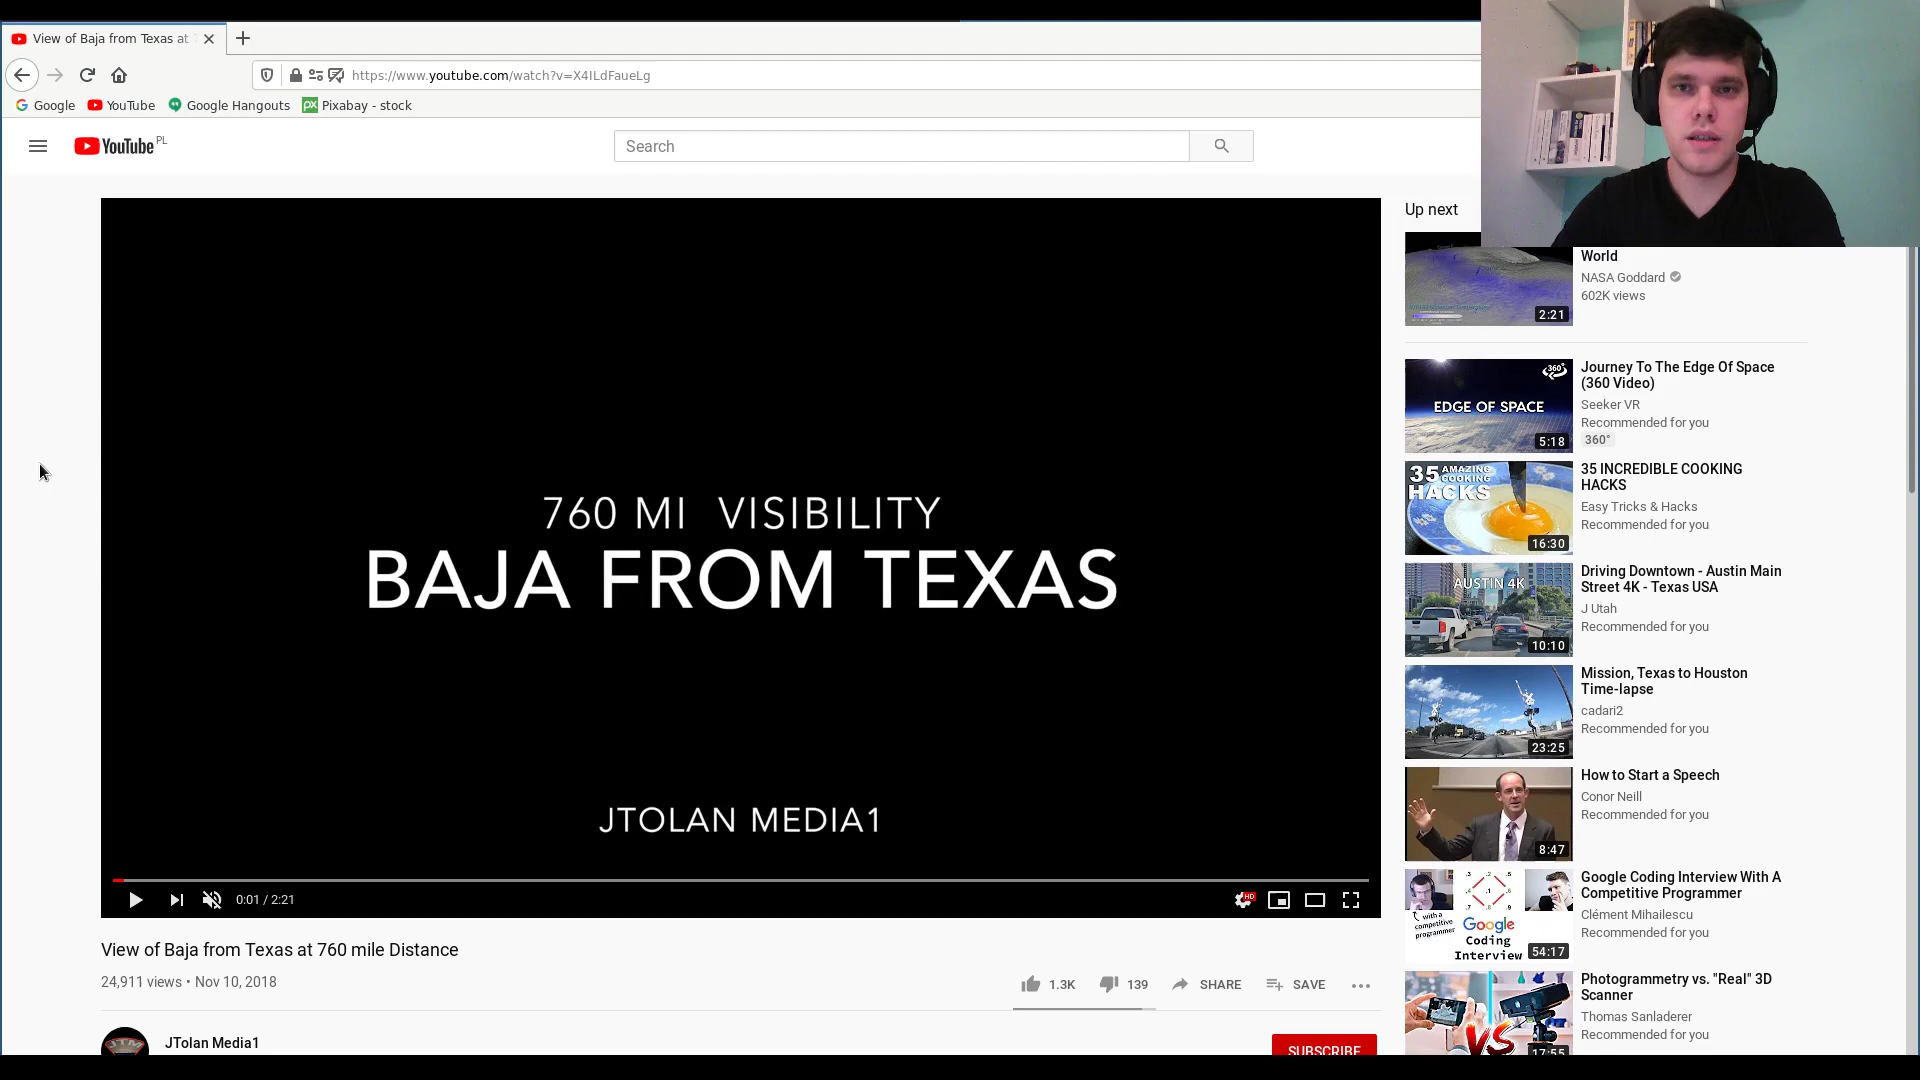 View of Baja from Texas at
https://www.youtube.com/watch?v=X4ILdFaueLg
Google YouTube Google Hangouts Pixabay - stock
YouTube PL
Search
760 MI VISIBILITY
BAJA FROM TEXAS
JTOLAN MEDIA1
0:01 / 2:21
HD
View of Baja from Texas at 760 mile Distance
24,911 views • Nov 10, 2018
1.3K 139 SHARE SAVE
JTolan Media1
SUBSCRIBE
Up next
World
NASA Goddard
602K views
2:21
360°
EDGE OF SPACE
5:18
Journey To The Edge Of Space
(360 Video)
Seeker VR
Recommended for you
360°
35 AMAZING
COOKING
HACKS
16:30
35 INCREDIBLE COOKING
HACKS
Easy Tricks & Hacks
Recommended for you
AUSTIN 4K
10:10
Driving Downtown - Austin Main
Street 4K - Texas USA
J Utah
Recommended for you
23:25
Mission, Texas to Houston
Time-lapse
cadari2
Recommended for you
8:47
How to Start a Speech
Conor Neill
Recommended for you
with a
competitive
programmer
Google
Coding
Interview
54:17
Google Coding Interview With A
Competitive Programmer
Clément Mihailescu
Recommended for you
VS
17:55
Photogrammetry vs. "Real" 3D
Scanner
Thomas Sanladerer
Recommended for you